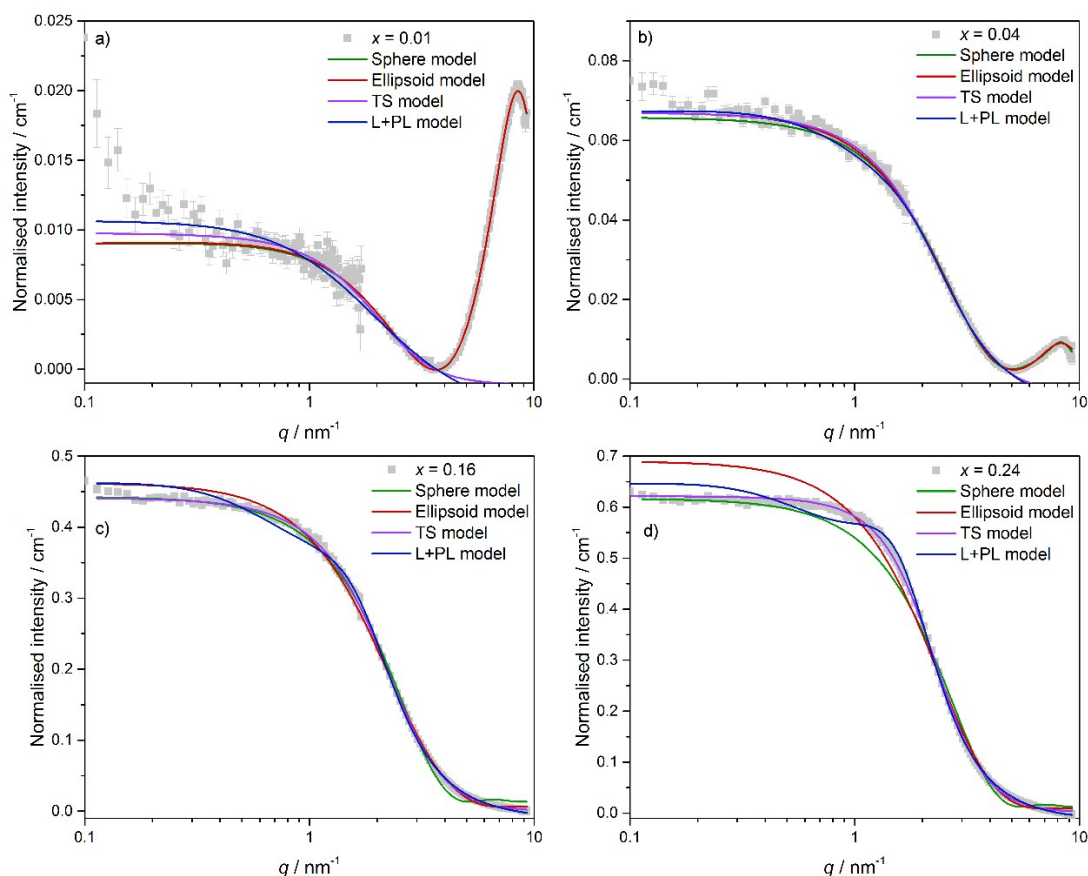 a)
x = 0.01
Sphere model
Ellipsoid model
TS model
L+PL model
Normalised intensity / cm⁻¹
0.025
0.020
0.015
0.010
0.005
0.000
0.1
1
10
q / nm⁻¹
b)
x = 0.04
Sphere model
Ellipsoid model
TS model
L+PL model
Normalised intensity / cm⁻¹
0.08
0.06
0.04
0.02
0.00
0.1
1
10
q / nm⁻¹
c)
x = 0.16
Sphere model
Ellipsoid model
TS model
L+PL model
Normalised intensity / cm⁻¹
0.5
0.4
0.3
0.2
0.1
0.0
0.1
1
10
q / nm⁻¹
d)
x = 0.24
Sphere model
Ellipsoid model
TS model
L+PL model
Normalised intensity / cm⁻¹
0.7
0.6
0.5
0.4
0.3
0.2
0.1
0.0
0.1
1
10
q / nm⁻¹